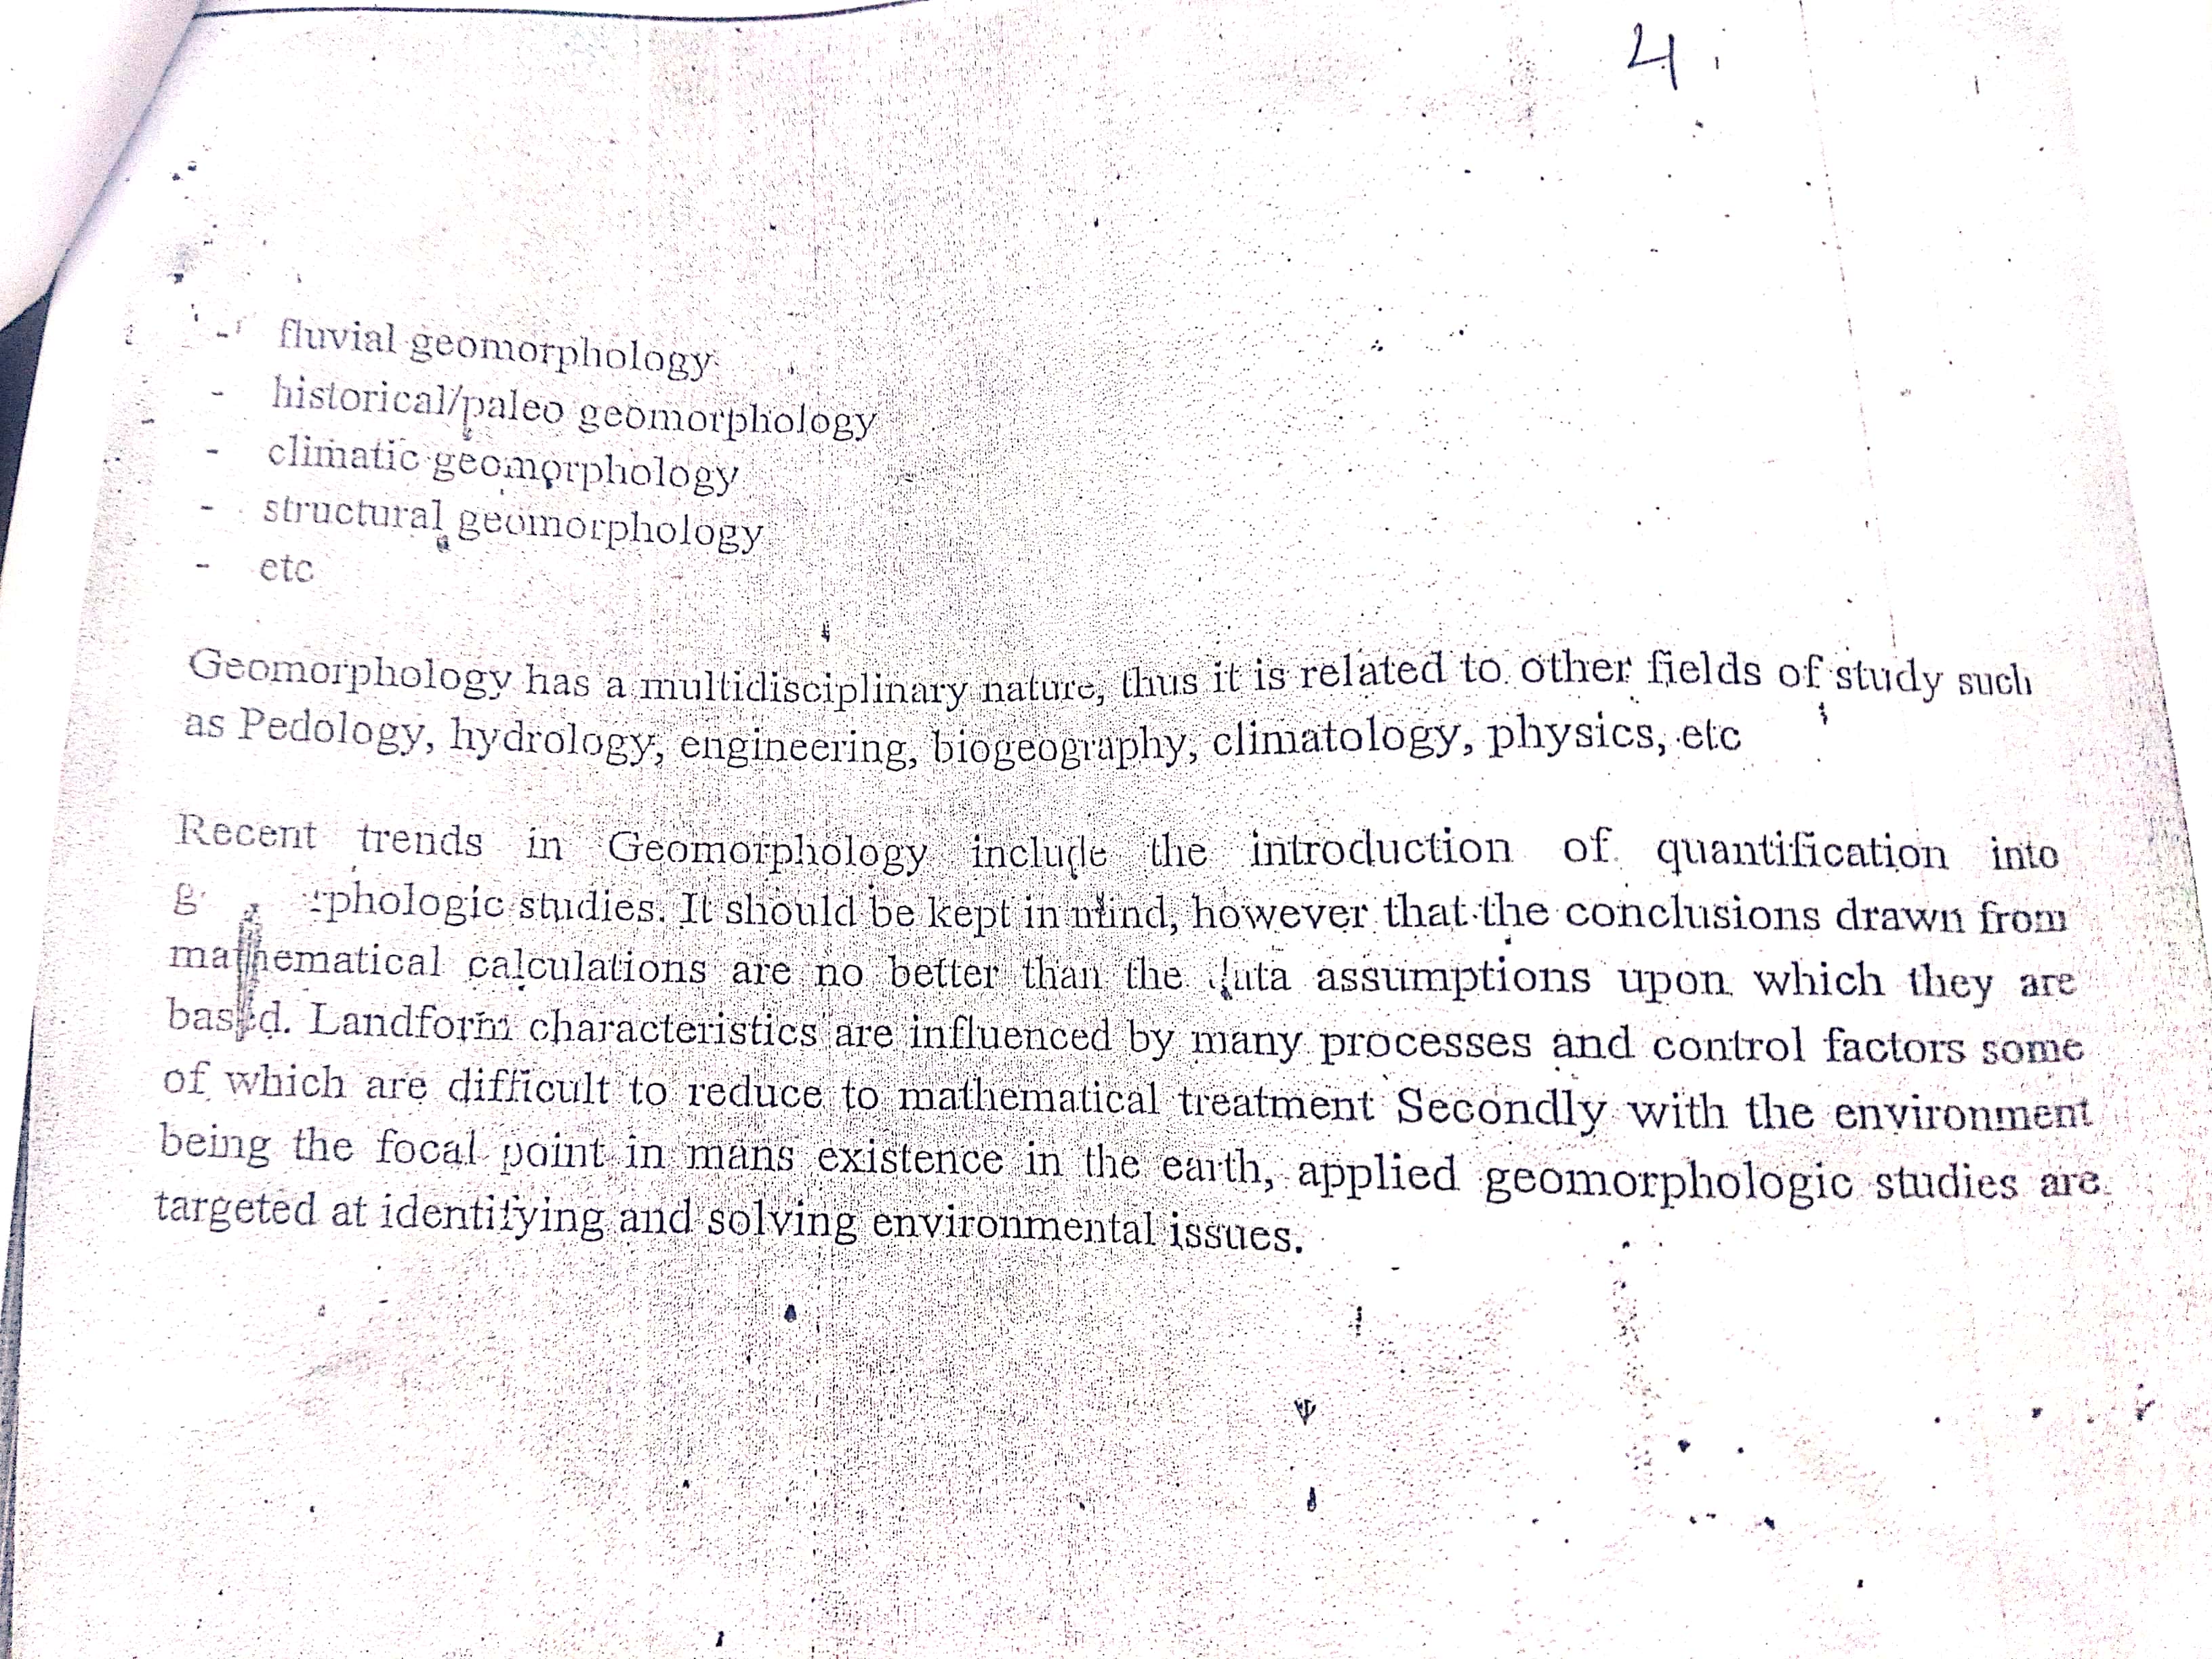 4
- fluvial geomorphology
- historical/paleo geomorphology
- climatic geomorphology
- structural geomorphology
- etc
Geomorphology has a multidisciplinary nature, thus it is related to other fields of study such
as Pedology, hydrology, engineering, biogeography, climatology, physics, etc
Recent trends in Geomorphology include the introduction of quantification into
studies. It should be kept in mind, however that the conclusions drawn from
mathematical calculations are no better than the data assumptions upon which they are
based. Landform characteristics are influenced by many processes and control factors some
of which are difficult to reduce to mathematical treatment Secondly with the environment
being the focal point in mans existence in the earth, applied geomorphologic studies are
targeted at identifying and solving environmental issues.